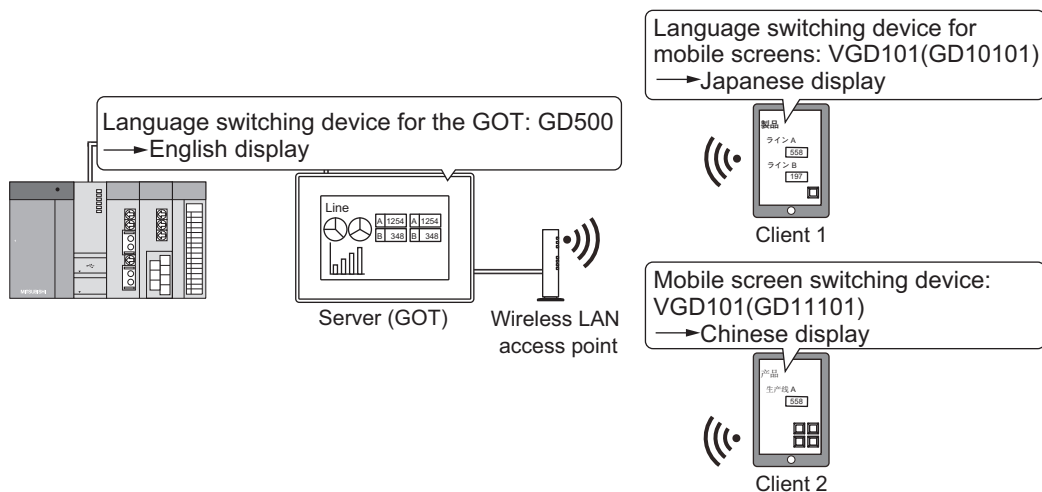 Language switching device for
mobile screens: VGD101(GD10101)
Japanese display
製品
ライン A
558
ライン B
197
Client 1
Language switching device for the GOT: GD500
English display
MITSUBISHI
Line
A 1254 A 1254
B 348 B 348
Server (GOT)
Wireless LAN
access point
Mobile screen switching device:
VGD101(GD11101)
Chinese display
产品
生产线 A
558
Client 2